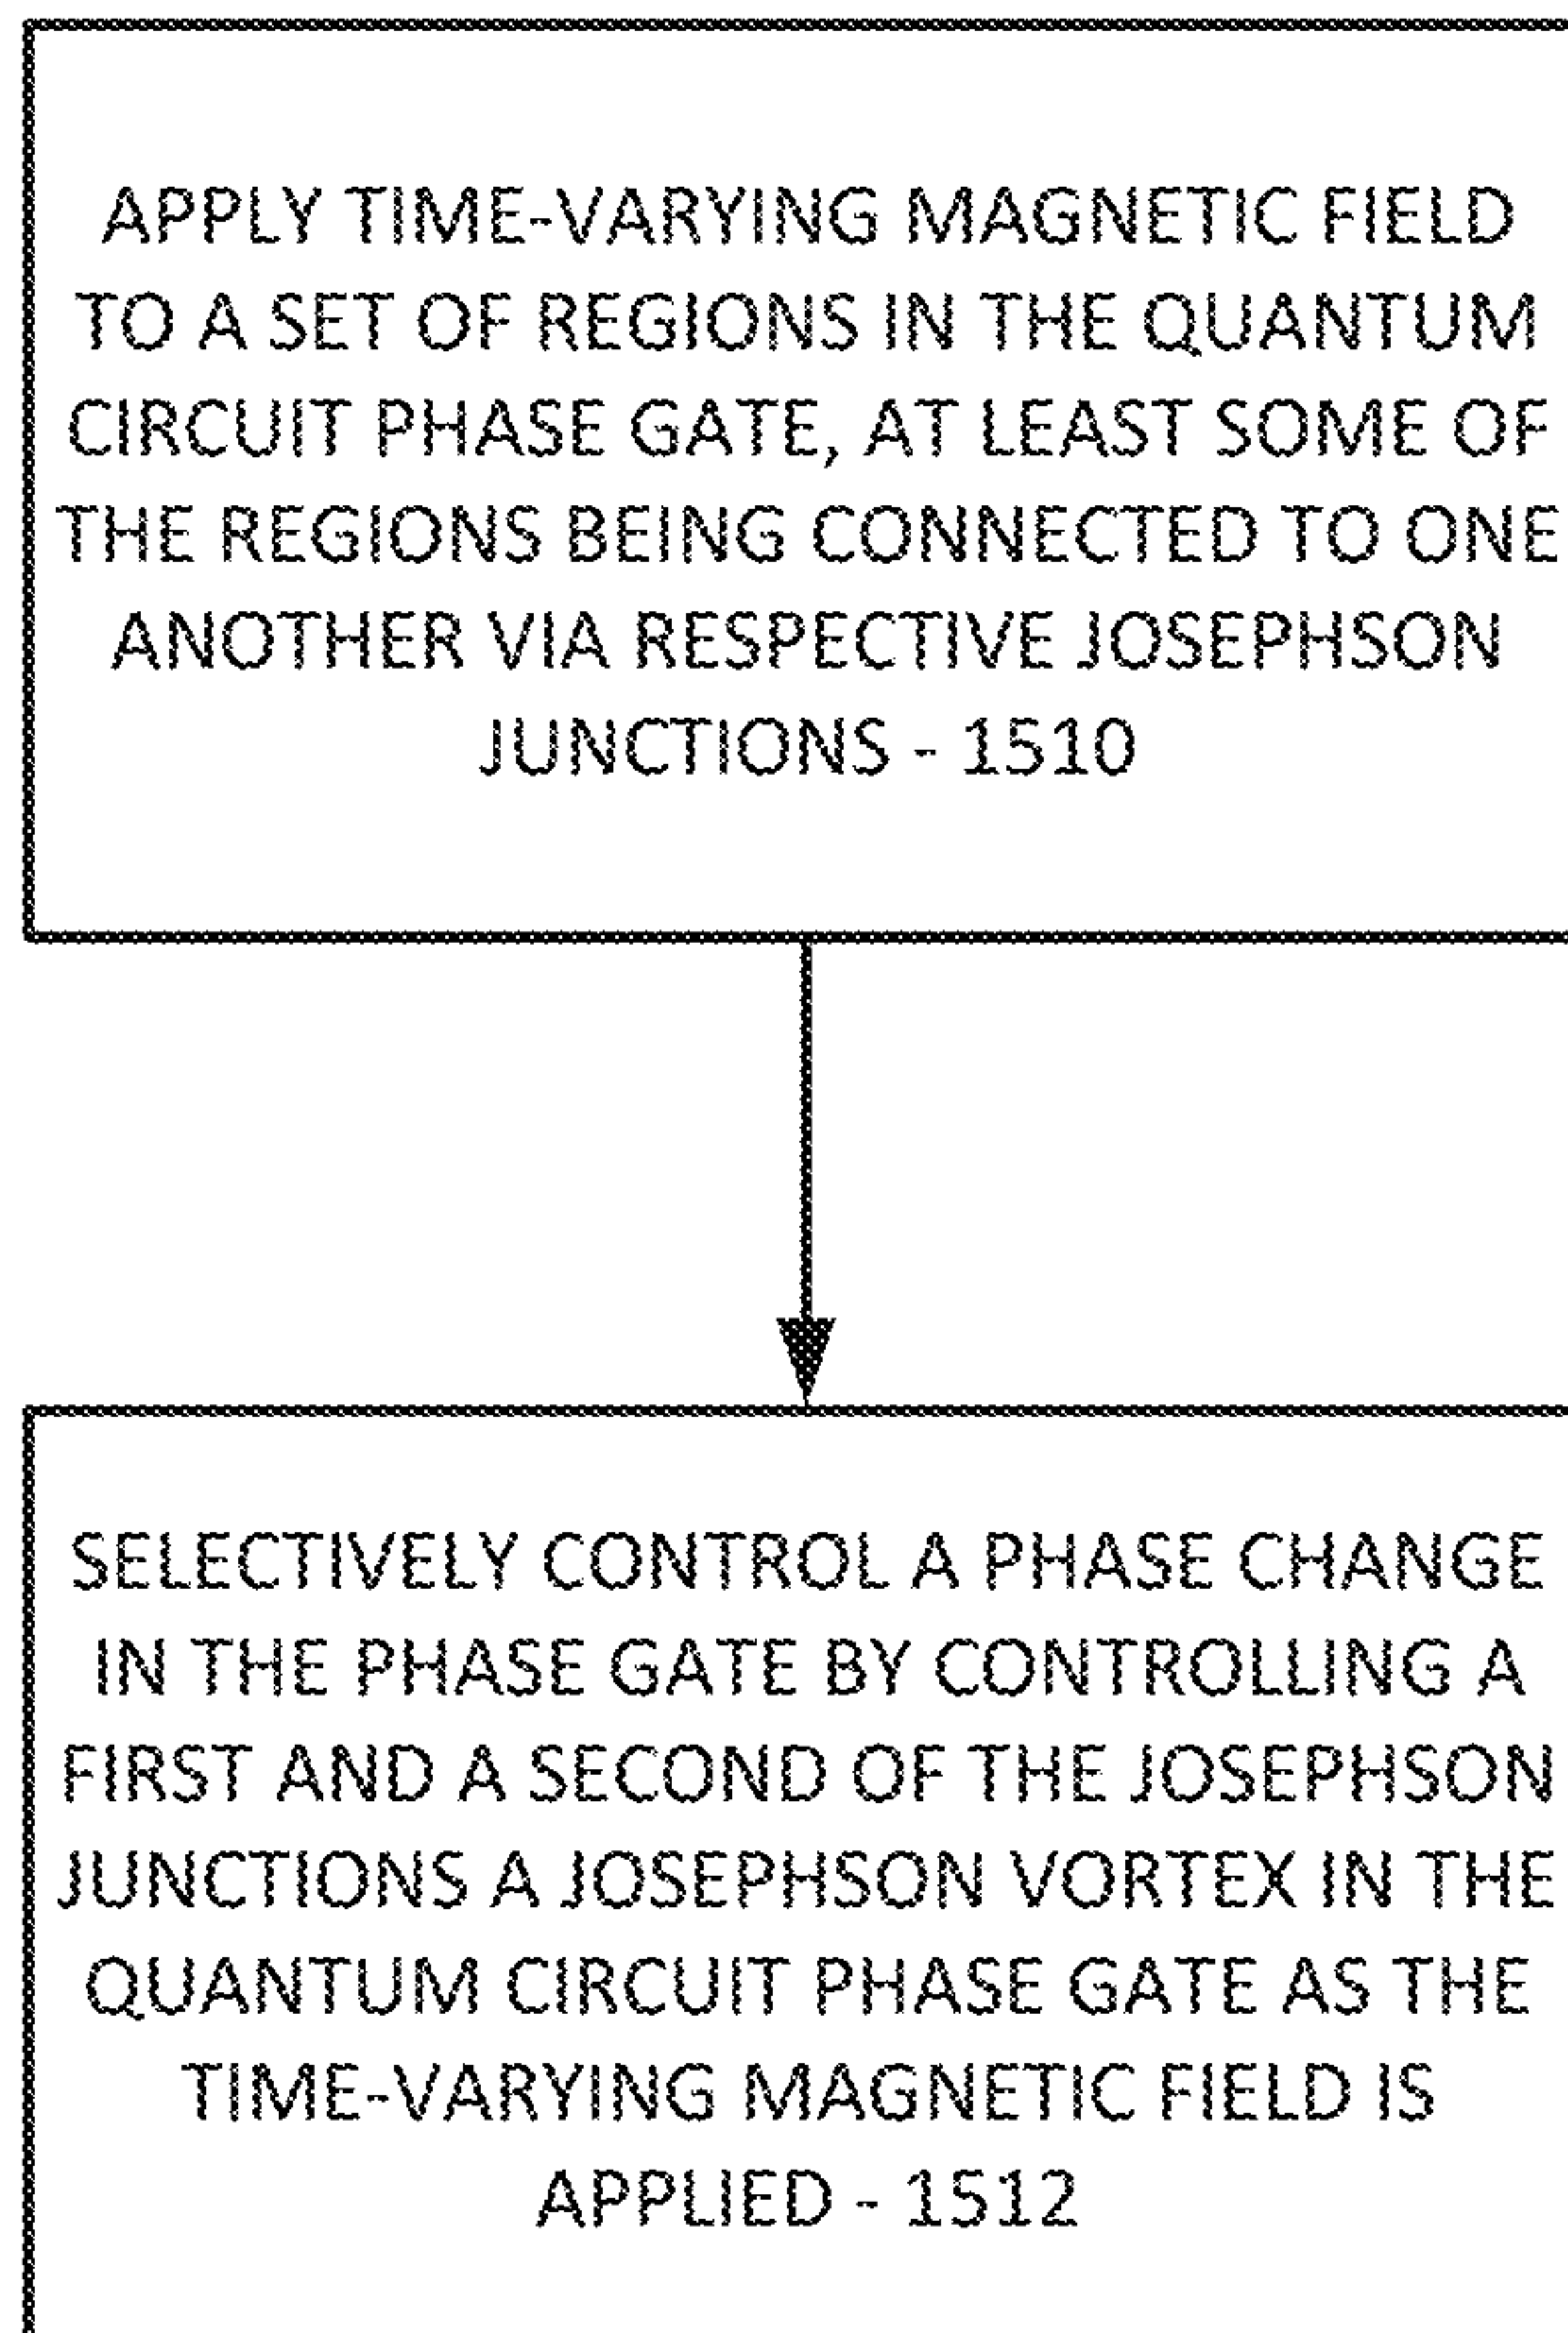 APPLY TIME-VARYING MAGNETIC FIELD
TO A SET OF REGIONS IN THE QUANTUM
CIRCUIT PHASE GATE, AT LEAST SOME OF
THE REGIONS BEING CONNECTED TO ONE
ANOTHER VIA RESPECTIVE JOSEPHSON
JUNCTIONS - 1510
SELECTIVELY CONTROL A PHASE CHANGE
IN THE PHASE GATE BY CONTROLLING A
FIRST AND A SECOND OF THE JOSEPHSON
JUNCTIONS A JOSEPHSON VORTEX IN THE
QUANTUM CIRCUIT PHASE GATE AS THE
TIME-VARYING MAGNETIC FIELD IS
APPLIED - 1512